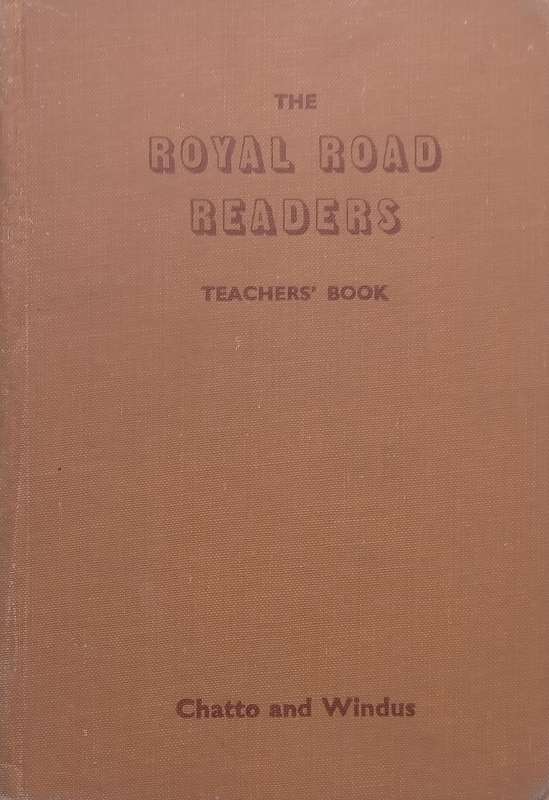 THE
ROYAL ROAD
READERS
TEACHERS' BOOK
Chatto and Windus